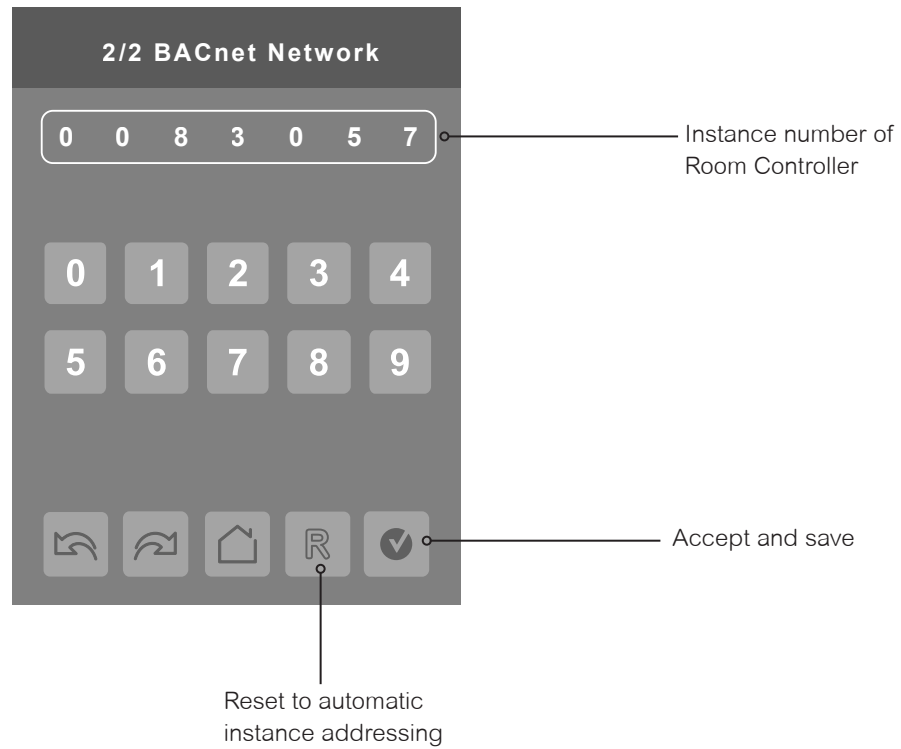 2/2 BACnet Network
0 0 8 3 0 5 7
Instance number of
Room Controller
0 1 2 3 4
5 6 7 8 9
R
Accept and save
Reset to automatic
instance addressing